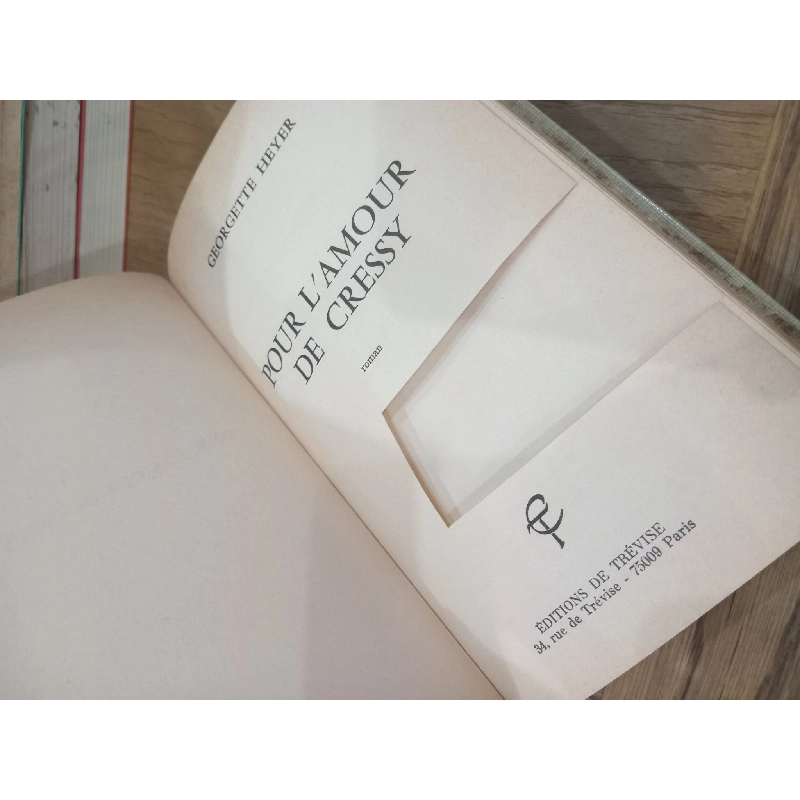 GEORGETTE HEYER
POUR L'AMOUR
DE CRESSY
roman
ÉDITIONS DE TRÉVISE
34, rue de Trévise - 75009 Paris